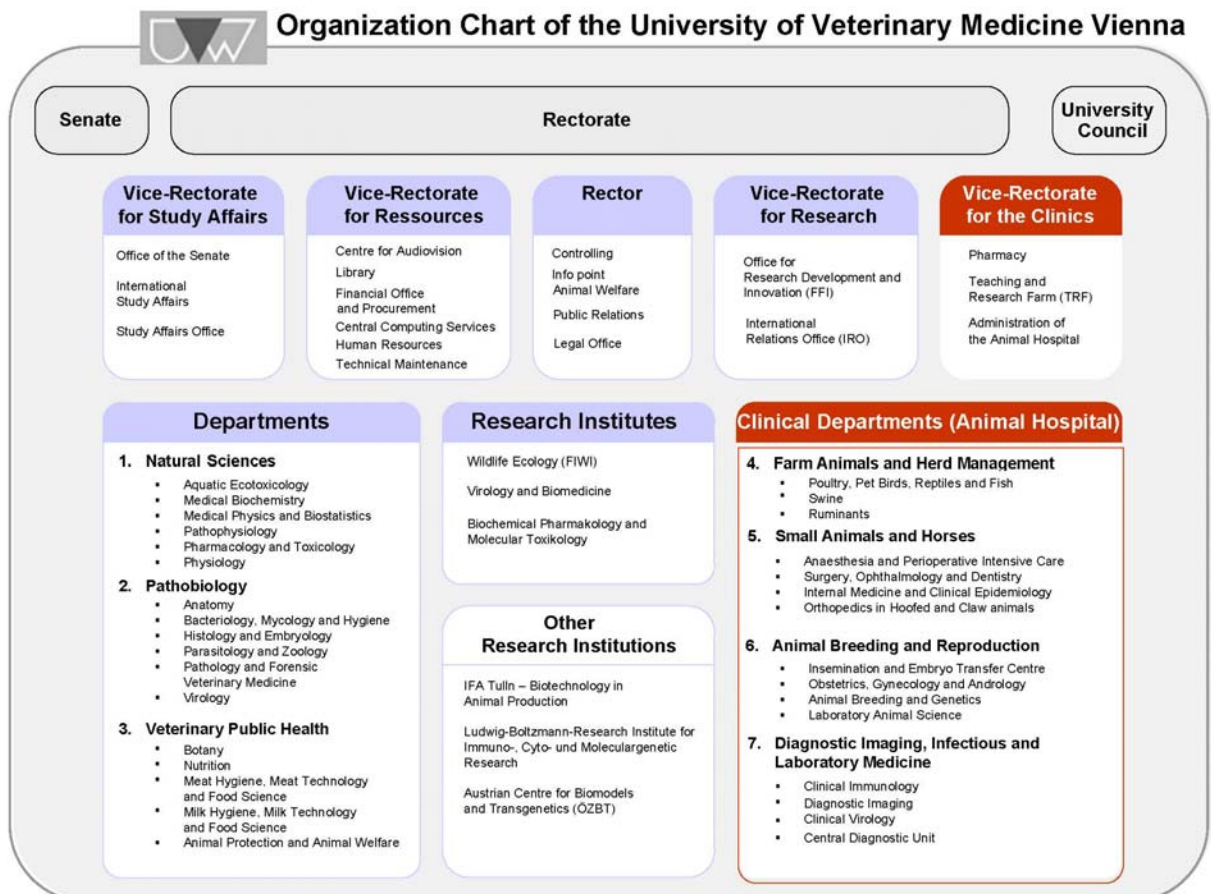 UVW
Organization Chart of the University of Veterinary Medicine Vienna
Senate
Rectorate
University
Council
Vice-Rectorate
for Study Affairs
Office of the Senate
International
Study Affairs
Study Affairs Office
Vice-Rectorate
for Ressources
Centre for Audiovision
Library
Financial Office
and Procurement
Central Computing Services
Human Resources
Technical Maintenance
Rector
Controlling
Info point
Animal Welfare
Public Relations
Legal Office
Vice-Rectorate
for Research
Office for
Research Development and
Innovation (FFI)
International
Relations Office (IRO)
Vice-Rectorate
for the Clinics
Pharmacy
Teaching and
Research Farm (TRF)
Administration of
the Animal Hospital
Departments
1. Natural Sciences
▪ Aquatic Ecotoxicology
▪ Medical Biochemistry
▪ Medical Physics and Biostatistics
▪ Pathophysiology
▪ Pharmacology and Toxicology
▪ Physiology
2. Pathobiology
▪ Anatomy
▪ Bacteriology, Mycology and Hygiene
▪ Histology and Embryology
▪ Parasitology and Zoology
▪ Pathology and Forensic
Veterinary Medicine
▪ Virology
3. Veterinary Public Health
▪ Botany
▪ Nutrition
▪ Meat Hygiene, Meat Technology
and Food Science
▪ Milk Hygiene, Milk Technology
and Food Science
▪ Animal Protection and Animal Welfare
Research Institutes
Wildlife Ecology (FIWI)
Virology and Biomedicine
Biochemical Pharmakology and
Molecular Toxikology
Other
Research Institutions
IFA Tulln – Biotechnology in
Animal Production
Ludwig-Boltzmann-Research Institute for
Immuno-, Cyto- und Moleculargenetic
Research
Austrian Centre for Biomodels
and Transgenetics (ÖZBT)
Clinical Departments (Animal Hospital)
4. Farm Animals and Herd Management
▪ Poultry, Pet Birds, Reptiles and Fish
▪ Swine
▪ Ruminants
5. Small Animals and Horses
▪ Anaesthesia and Perioperative Intensive Care
▪ Surgery, Ophthalmology and Dentistry
▪ Internal Medicine and Clinical Epidemiology
▪ Orthopedics in Hoofed and Claw animals
6. Animal Breeding and Reproduction
▪ Insemination and Embryo Transfer Centre
▪ Obstetrics, Gynecology and Andrology
▪ Animal Breeding and Genetics
▪ Laboratory Animal Science
7. Diagnostic Imaging, Infectious and
Laboratory Medicine
▪ Clinical Immunology
▪ Diagnostic Imaging
▪ Clinical Virology
▪ Central Diagnostic Unit